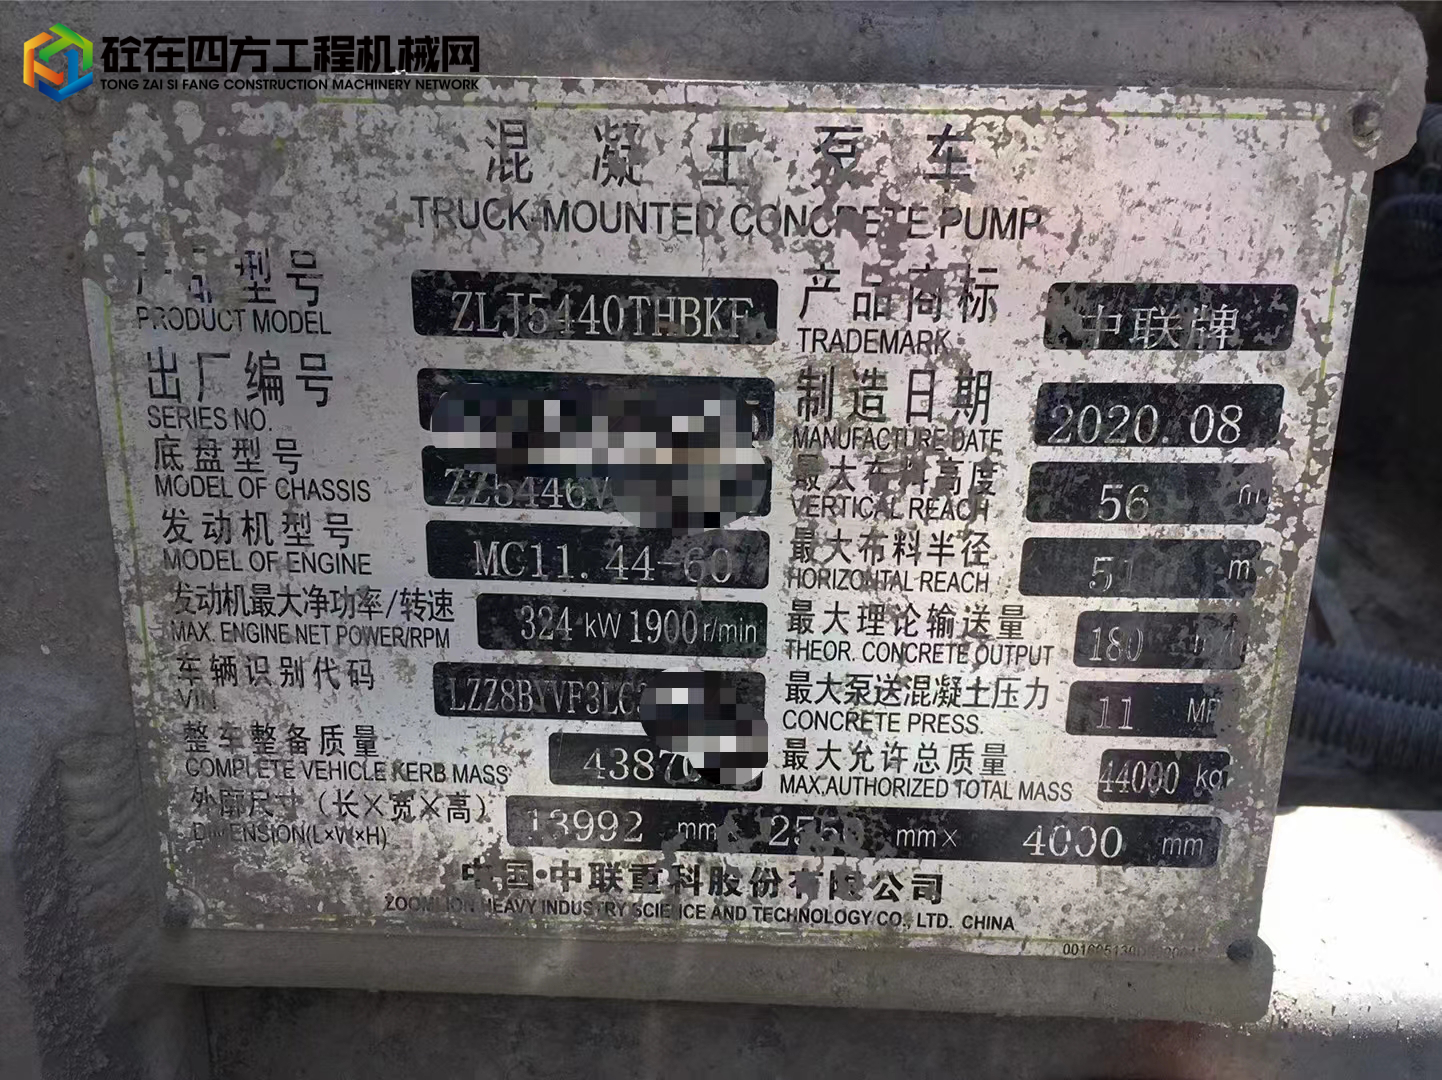 砼在四方工程机械网
TONG ZAI SI FANG CONSTRUCTION MACHINERY NETWORK
混凝土泵车
TRUCK-MOUNTED CONCRETE PUMP
产品型号 ZLJ5440THBKF 产品商标 中联牌
PRODUCT MODEL TRADEMARK
出厂编号 制造日期 2020.08
SERIES NO. MANUFACTURE DATE
底盘型号 最大布料高度 56 m
MODEL OF CHASSIS VERTICAL REACH
发动机型号 MC11.44-60 最大布料半径 51 m
MODEL OF ENGINE HORIZONTAL REACH
发动机最大净功率/转速 324 kW 1900 r/min 最大理论输送量 180
MAX. ENGINE NET POWER/RPM THEOR. CONCRETE OUTPUT
车辆识别代码 最大泵送混凝土压力 11
VIN CONCRETE PRESS.
整车整备质量 最大允许总质量 44000 kg
COMPLETE VEHICLE KERB MASS MAX.AUTHORIZED TOTAL MASS
外廓尺寸（长×宽×高） 13992 mm mm× 4000 mm
DIMENSION(L×W×H)
中国·中联重科股份有限公司
ZOOMLION HEAVY INDUSTRY SCIENCE AND TECHNOLOGY CO., LTD. CHINA